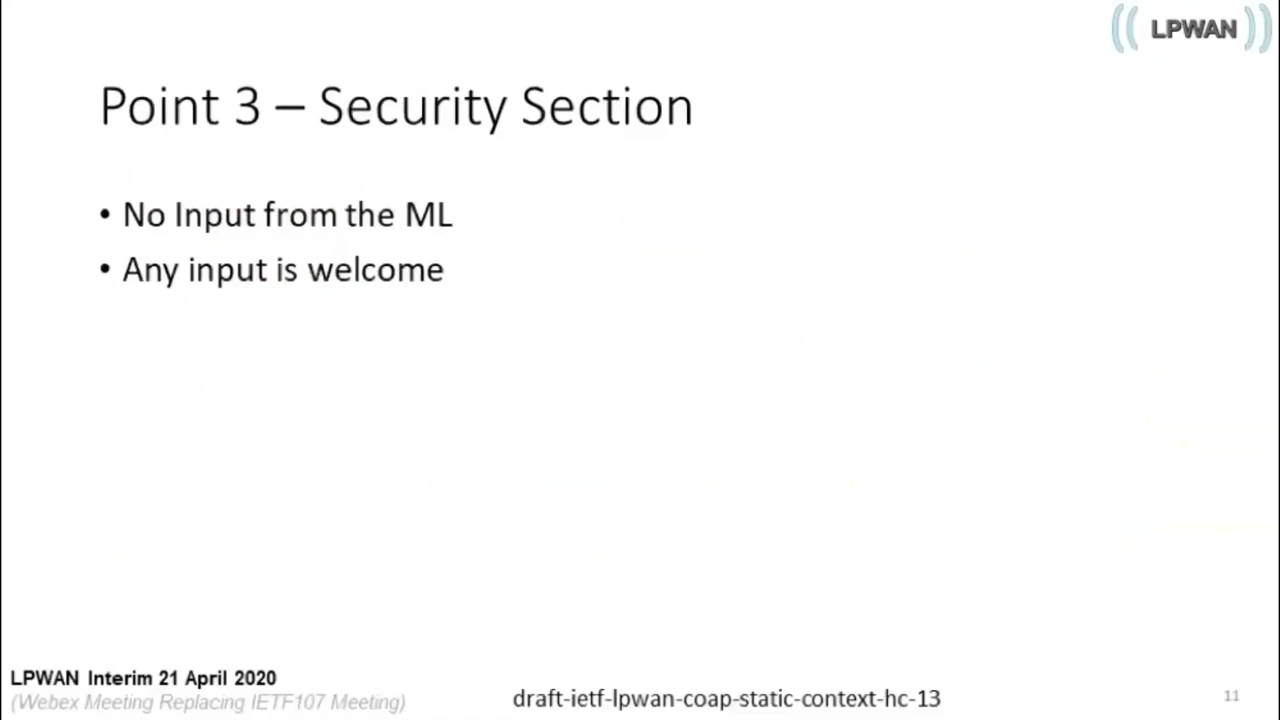 LPWAN
Point 3 – Security Section
• No Input from the ML
• Any input is welcome
LPWAN Interim 21 April 2020
(Webex Meeting Replacing IETF107 Meeting)
draft-ietf-lpwan-coap-static-context-hc-13
11